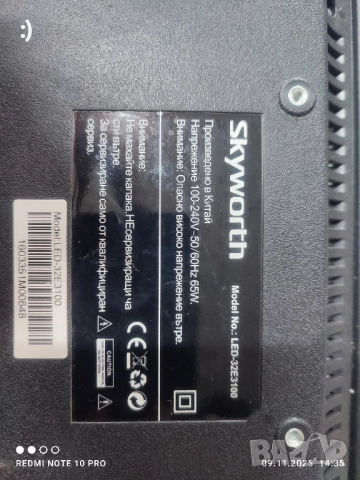 Skyworth
Model No.: LED-32E3100
Произведено в Китай
Напрежение 100-240V-50/60Hz 65W.
Внимание: Опасно високо напрежение вътре.
Внимание:
Не махайте капака.НЕсервизиращи ча
сти вътре.
За сервизиране само от квалифициран
сервиз.
CAUTION
Model:LED-32E3100
1603351M00648
REDMI NOTE 10 PRO
09.11.2025 14:35
bazar